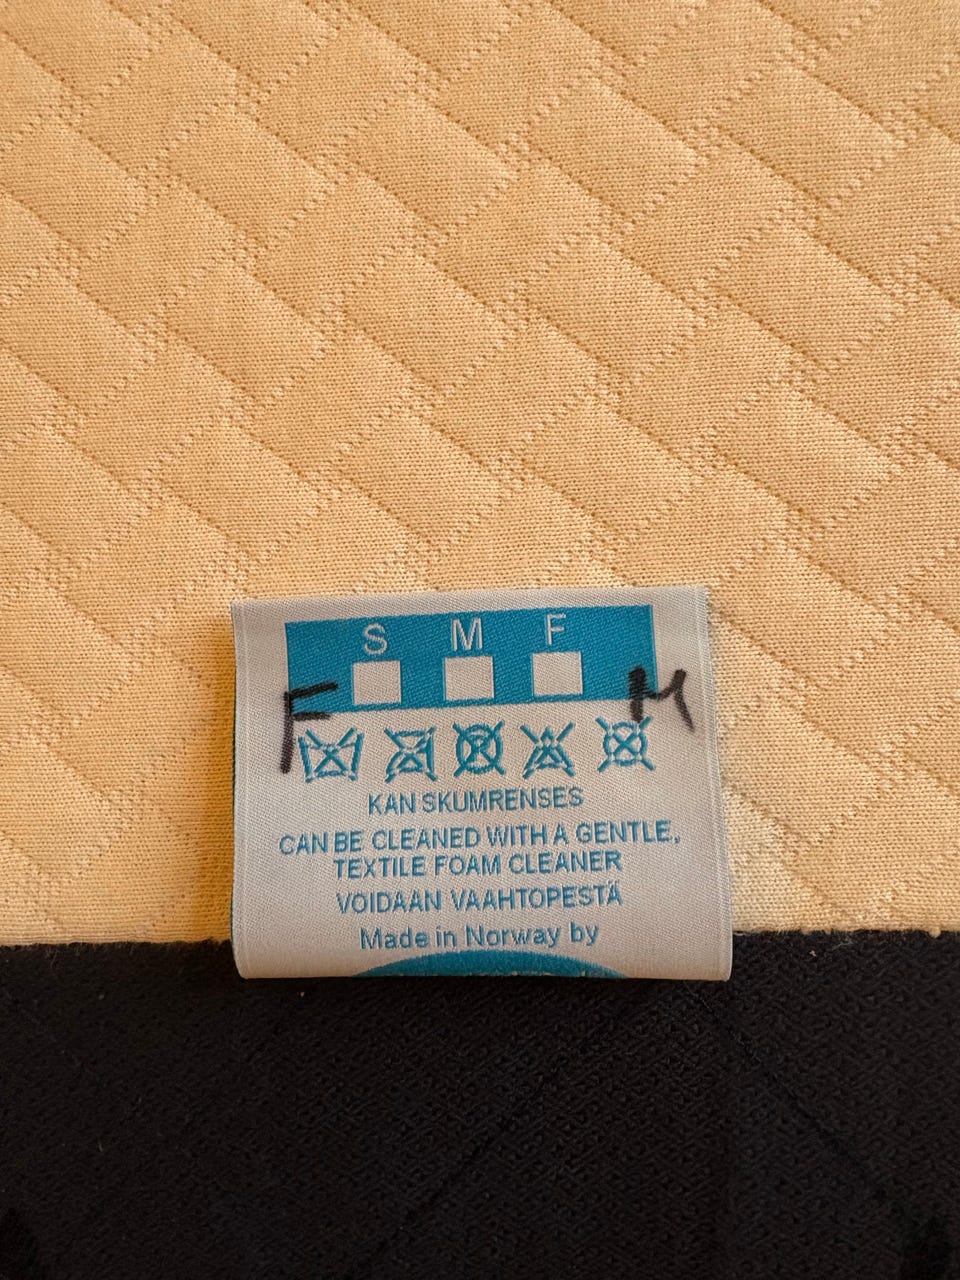 S M F
F M
KAN SKUMRENSES
CAN BE CLEANED WITH A GENTLE,
TEXTILE FOAM CLEANER
VOIDAAN VAAHTOPESTÄ
Made in Norway by